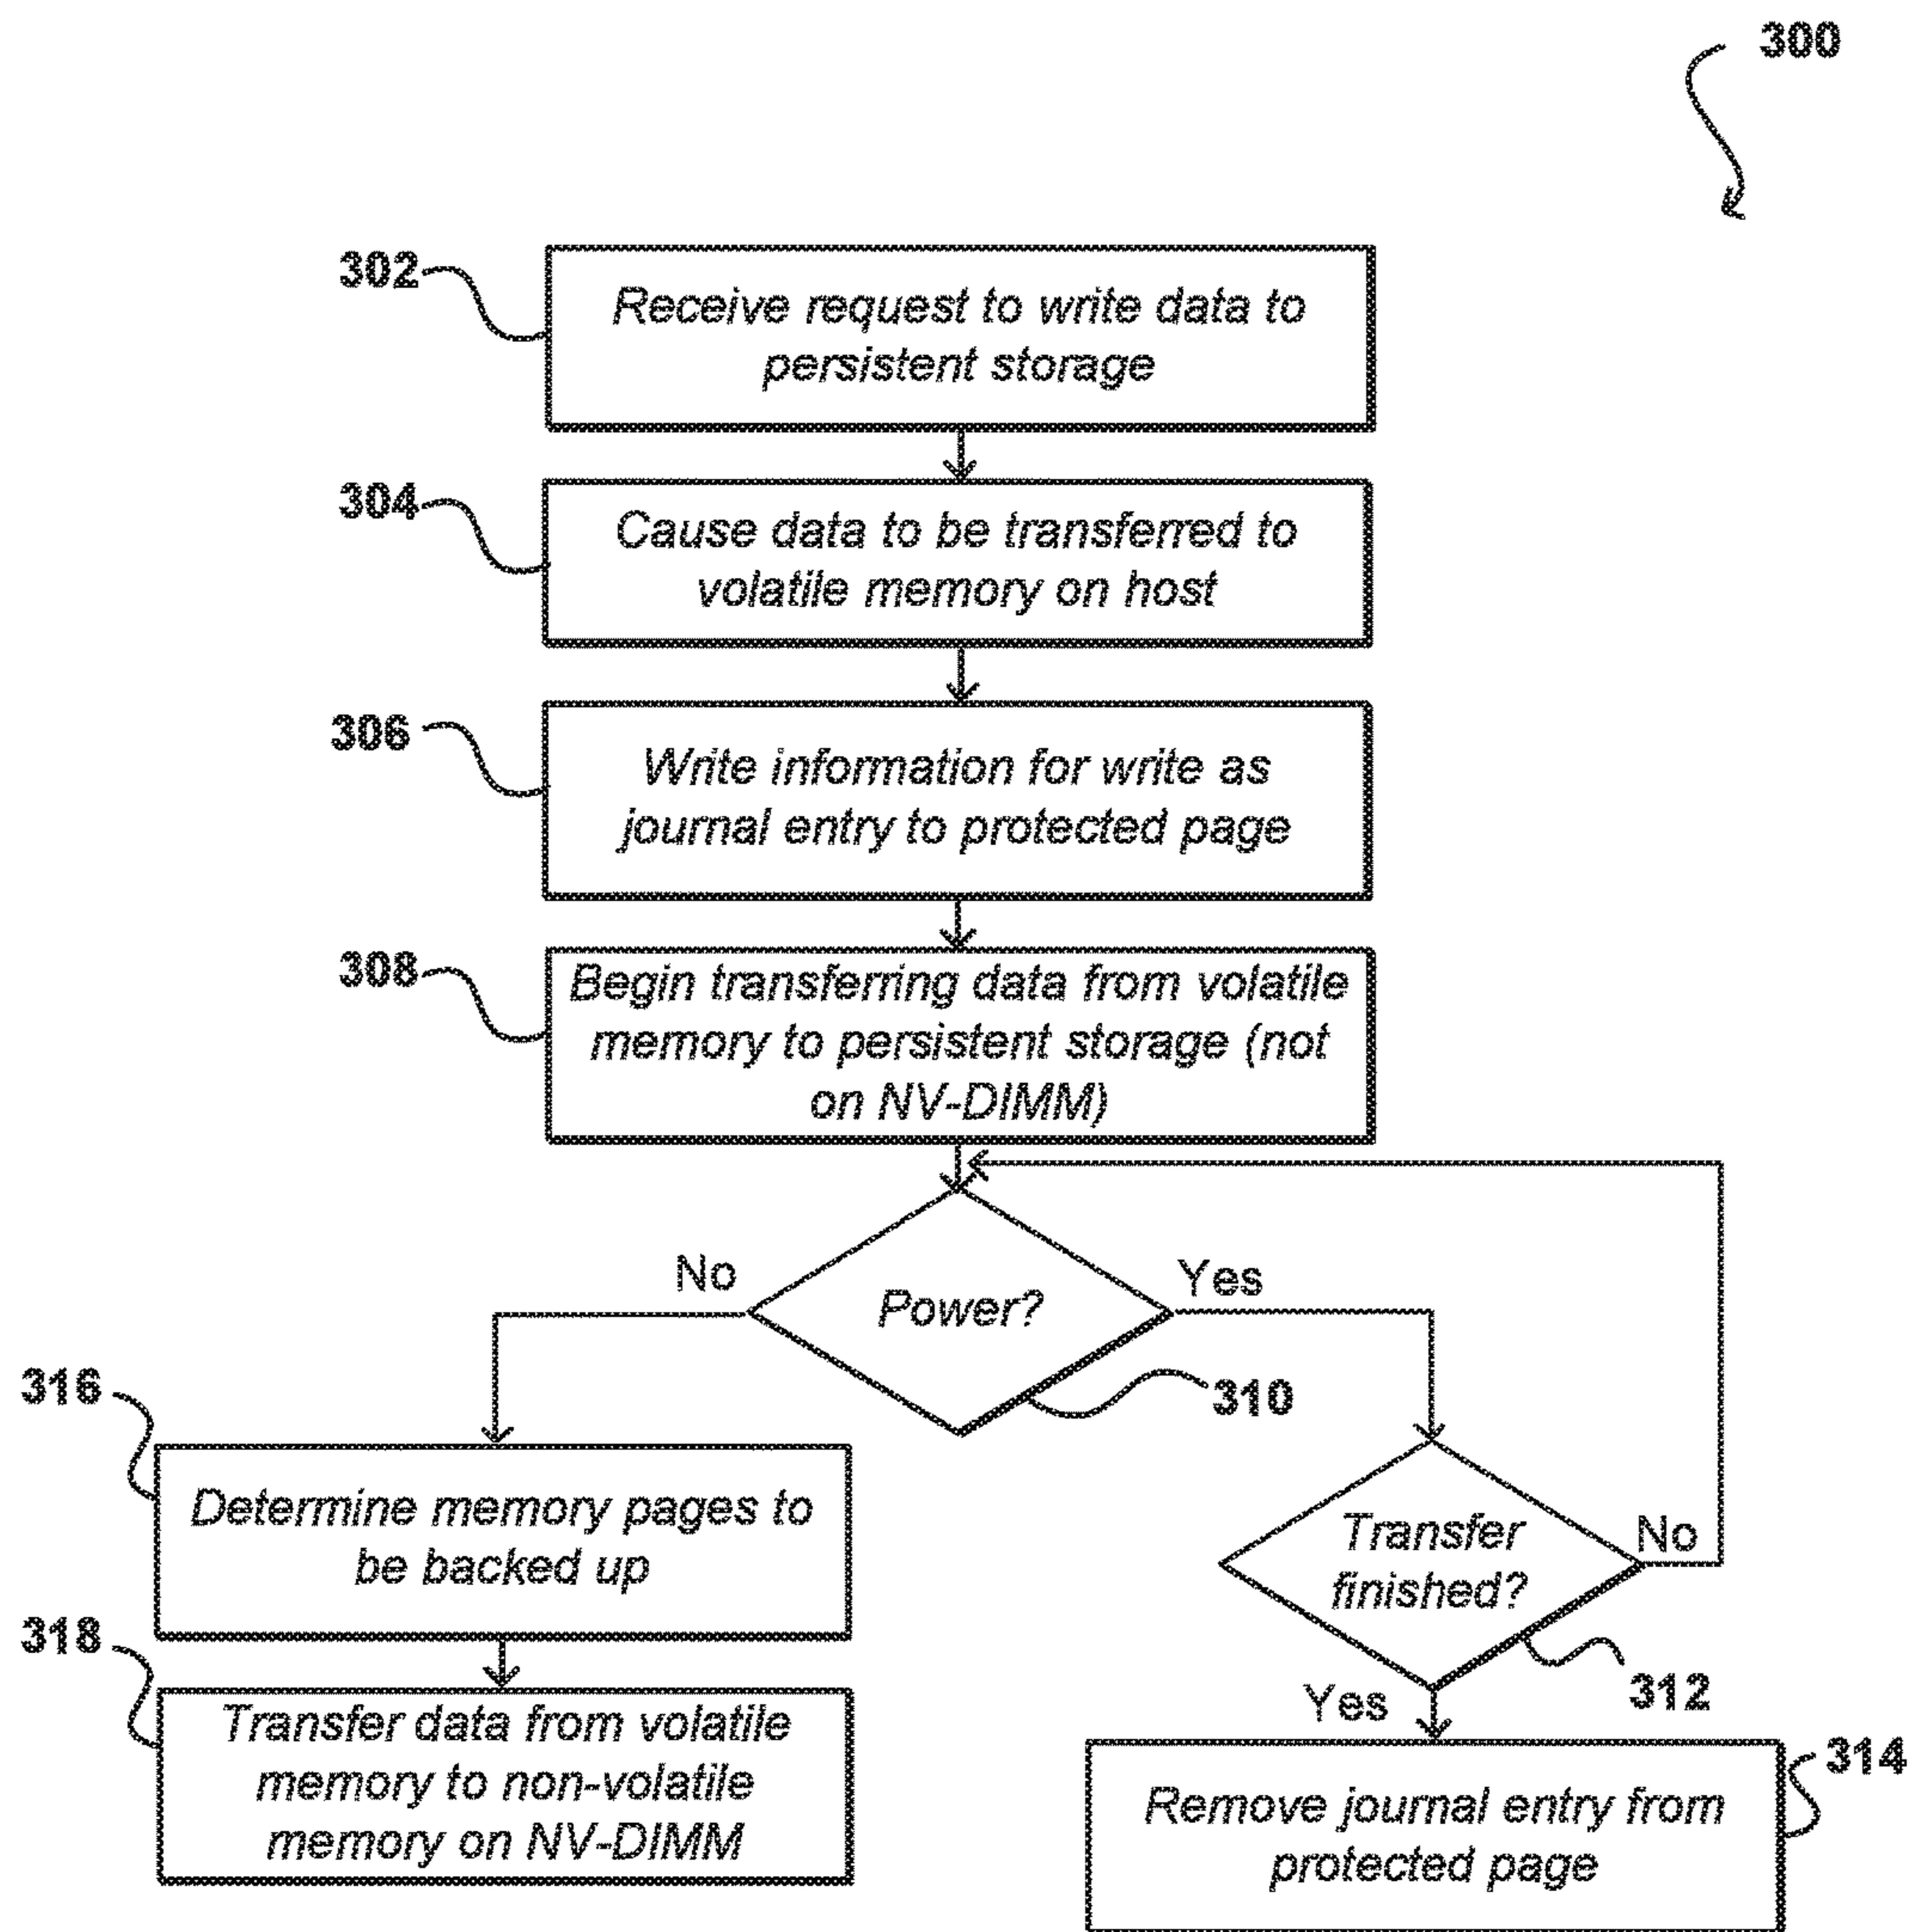 300
302
Receive request to write data to
persistent storage
304
Cause data to be transferred to
volatile memory on host
306
Write information for write as
journal entry to protected page
308
Begin transferring data from volatile
memory to persistent storage (not
on NV-DIMM)
No
Yes
Power?
310
316
Determine memory pages to
be backed up
Transfer
finished?
No
312
318
Transfer data from volatile
memory to non-volatile
memory on NV-DIMM
Yes
314
Remove journal entry from
protected page